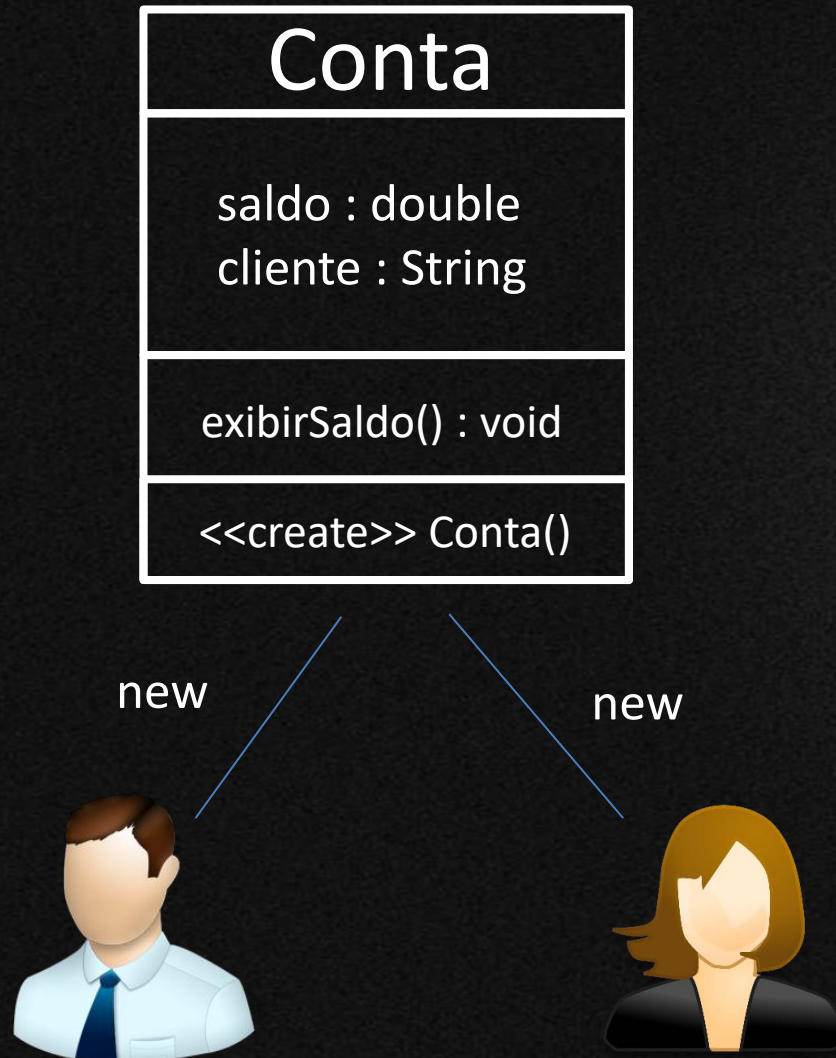 Conta
saldo : double
cliente : String
exibirSaldo() : void
<<create>> Conta()
new
new